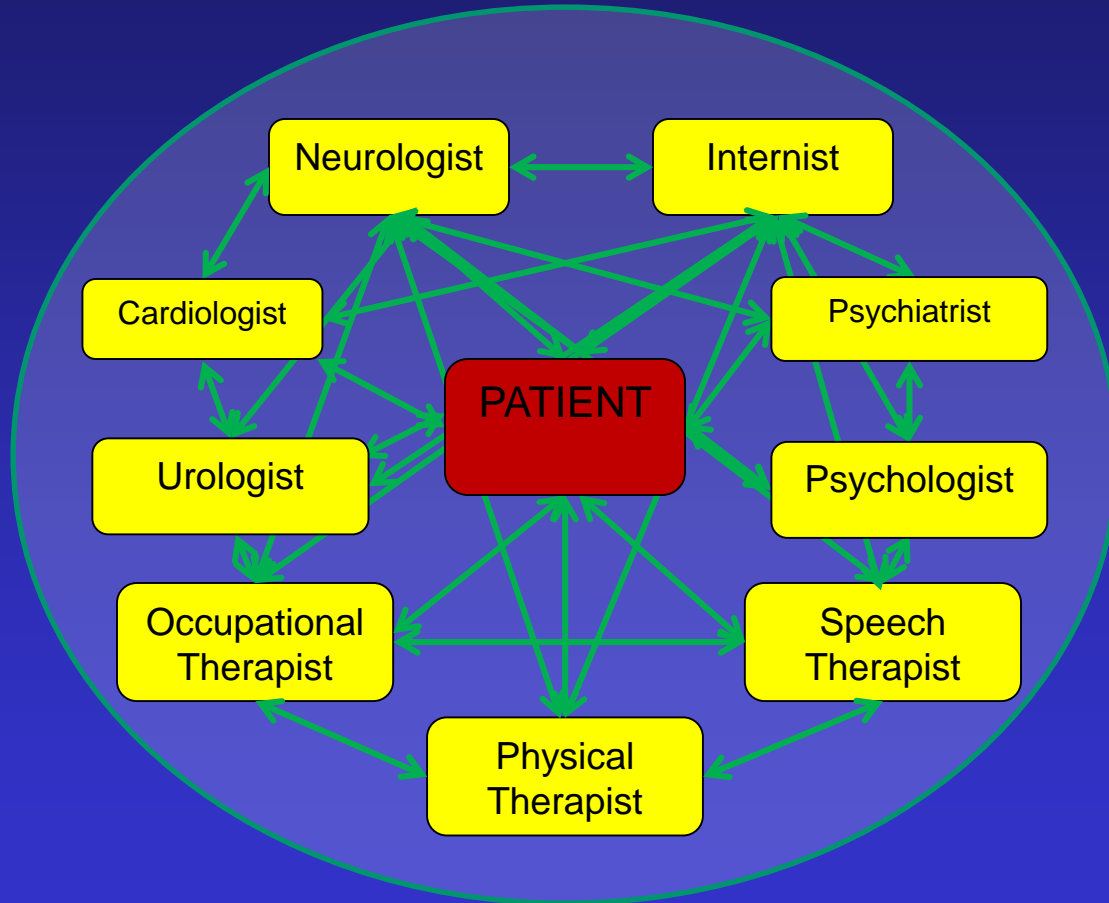 Neurologist
Internist
Cardiologist
Psychiatrist
PATIENT
Urologist
Psychologist
Occupational
Therapist
Speech
Therapist
Physical
Therapist